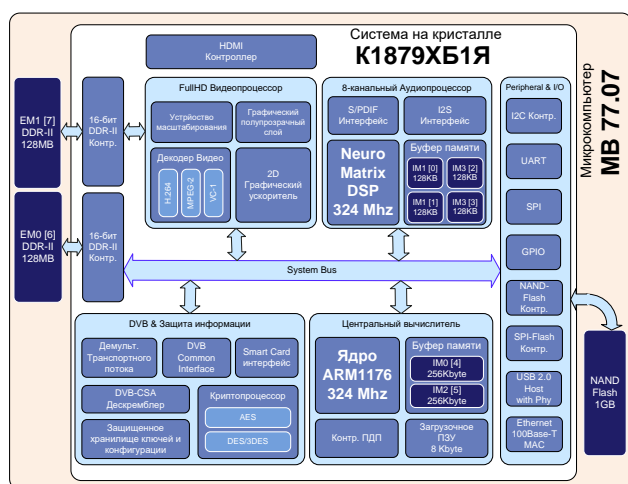 Система на кристалле
К1879ХБ1Я
Микрокомпьютер
MB 77.07
HDMI
Контроллер
EM1 [7]
DDR-II
128MB
16-бит
DDR-II
Контр.
EM0 [6]
DDR-II
128MB
16-бит
DDR-II
Контр.
FullHD Видеопроцессор
Устрйоство
масштабирования
Графический
полупрозрачный
слой
Декодер Видео
H.264
MPEG-2
VC-1
2D
Графический
ускоритель
8-канальный Аудиопроцессор
S/PDIF
Интерфейс
I2S
Интерфейс
Neuro
Matrix
DSP
324 Mhz
Буфер памяти
IM1 [0]
128KB
IM3 [2]
128KB
IM1 [1]
128KB
IM3 [3]
128KB
Peripheral & I/O
I2C Контр.
UART
SPI
GPIO
NAND-
Flash
Контр.
SPI-Flash
Контр.
USB 2.0
Host
with Phy
Ethernet
100Base-T
MAC
NAND
Flash
1GB
System Bus
DVB & Защита информации
Демульт.
Транспортного
потока
DVB
Common
Interface
Smart Card
интерфейс
DVB-CSA
Дескремблер
Защищенное
хранилище ключей и
конфигурации
Криптопроцессор
AES
DES/3DES
Центральный вычислитель
Ядро
ARM1176
324 Mhz
Буфер памяти
IM0 [4]
256Kbyte
IM2 [5]
256Kbyte
Контр. ПДП
Загрузочное
ПЗУ
8 Kbyte